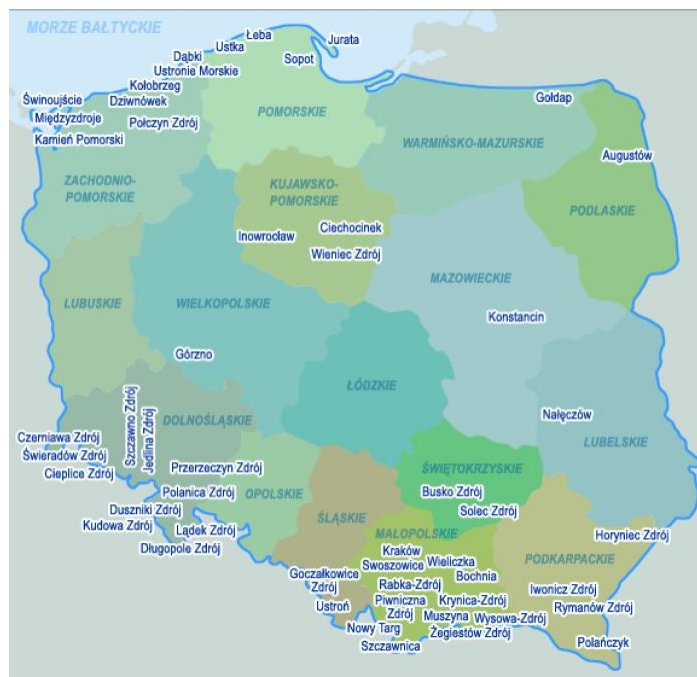 MORZE BAŁTYCKIE
Łeba
Jurata
Ustka
Dąbki
Sopot
Ustronie Morskie
Kołobrzeg
Świnoujście
Dziwnówek
Gołdap
Międzyzdroje
Połczyn Zdrój
POMORSKIE
Kamień Pomorski
WARMIŃSKO-MAZURSKIE
Augustów
ZACHODNIO-
POMORSKIE
KUJAWSKO-
POMORSKIE
PODLASKIE
Ciechocinek
Inowrocław
Wieniec Zdrój
MAZOWIECKIE
LUBUSKIE
WIELKOPOLSKIE
Konstancin
Górzno
ŁÓDZKIE
Szczawno Zdrój
Jedlina Zdrój
DOLNOŚLĄSKIE
Nałęczów
Czerniawa Zdrój
LUBELSKIE
Świeradów Zdrój
Cieplice Zdrój
Przerzeczyn Zdrój
ŚWIĘTOKRZYSKIE
Polanica Zdrój
OPOLSKIE
Busko Zdrój
Duszniki Zdrój
Solec Zdrój
Kudowa Zdrój
Lądek Zdrój
ŚLĄSKIE
MAŁOPOLSKIE
Horyniec Zdrój
Długopole Zdrój
Kraków
Swoszowice
Wieliczka
PODKARPACKIE
Goczałkowice
Zdrój
Bochnia
Rabka-Zdrój
Iwonicz Zdrój
Ustroń
Piwniczna
Zdrój
Krynica-Zdrój
Rymanów Zdrój
Muszyna
Wysowa-Zdrój
Nowy Targ
Żegiestów Zdrój
Szczawnica
Polańczyk